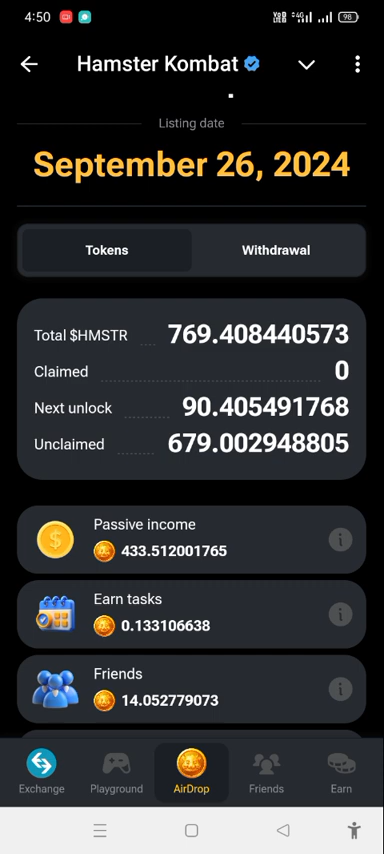 4:50
4G
98
Hamster Kombat
Listing date
September 26, 2024
Tokens
Withdrawal
Total $HMSTR 769.408440573
Claimed 0
Next unlock 90.405491768
Unclaimed 679.002948805
Passive income
433.512001765
Earn tasks
0.133106638
Friends
14.052779073
Exchange
Playground
AirDrop
Friends
Earn